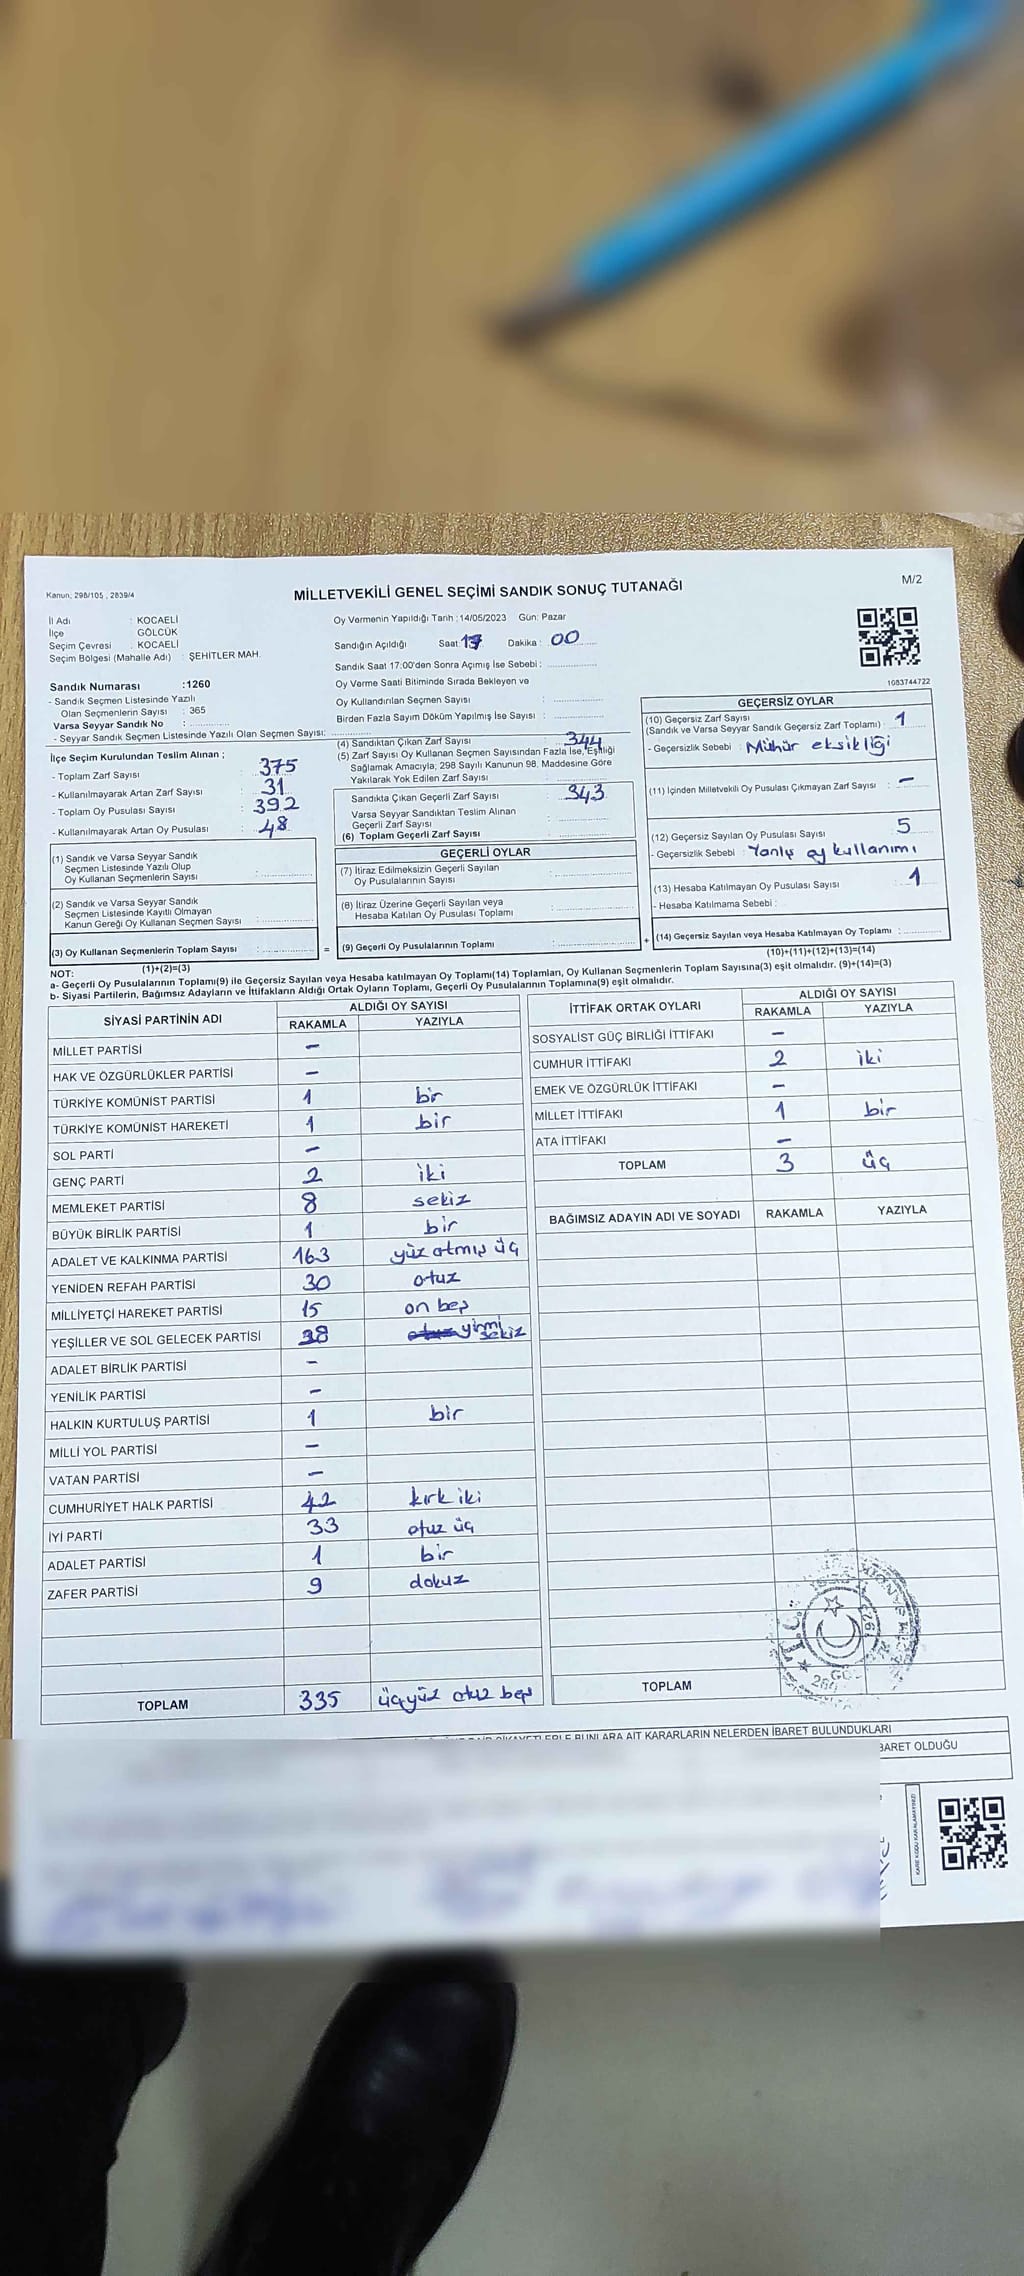 Kanun; 298/105 , 2839/4
MİLLETVEKİLİ GENEL SEÇİMİ SANDIK SONUÇ TUTANAĞI
M/2
İl Adı : KOCAELİ
İlçe GÖLCÜK
Seçim Çevresi : KOCAELİ
Seçim Bölgesi (Mahalle Adı) : ŞEHİTLER MAH.
Sandık Numarası :1260
- Sandık Seçmen Listesinde Yazılı
Olan Seçmenlerin Sayısı : 365
Varsa Seyyar Sandık No :
- Seyyar Sandık Seçmen Listesinde Yazılı Olan Seçmen Sayısı:
Oy Vermenin Yapıldığı Tarih : 14/05/2023 Gün: Pazar
Sandığın Açıldığı Saat: 17 Dakika : 00
Sandık Saat 17:00'den Sonra Açımış İse Sebebi :
Oy Verme Saati Bitiminde Sırada Bekleyen ve
Oy Kullandırılan Seçmen Sayısı :
Birden Fazla Sayım Döküm Yapılmış İse Sayısı :
1083744722
İlçe Seçim Kurulundan Teslim Alınan ;
- Toplam Zarf Sayısı : 375
- Kullanılmayarak Artan Zarf Sayısı : 31
- Toplam Oy Pusulası Sayısı : 392
- Kullanılmayarak Artan Oy Pusulası : 48
(4) Sandıktan Çıkan Zarf Sayısı : 344
(5) Zarf Sayısı Oy Kullanan Seçmen Sayısından Fazla İse, Eşitliği
Sağlamak Amacıyla; 298 Sayılı Kanunun 98. Maddesine Göre
Yakılarak Yok Edilen Zarf Sayısı :
Sandıkta Çıkan Geçerli Zarf Sayısı : 343
Varsa Seyyar Sandıktan Teslim Alınan
Geçerli Zarf Sayısı :
(6) Toplam Geçerli Zarf Sayısı :
GEÇERSİZ OYLAR
(10) Geçersiz Zarf Sayısı
(Sandık ve Varsa Seyyar Sandık Geçersiz Zarf Toplamı) : 1
- Geçersizlik Sebebi : Mühür eksikliği
(11) İçinden Milletvekili Oy Pusulası Çıkmayan Zarf Sayısı : -
(12) Geçersiz Sayılan Oy Pusulası Sayısı 5
- Geçersizlik Sebebi : Yanlış oy kullanımı
(13) Hesaba Katılmayan Oy Pusulası Sayısı : 1
- Hesaba Katılmama Sebebi :
(14) Geçersiz Sayılan veya Hesaba Katılmayan Oy Toplamı :
(10)+(11)+(12)+(13)=(14)
(1) Sandık ve Varsa Seyyar Sandık
Seçmen Listesinde Yazılı Olup
Oy Kullanan Seçmenlerin Sayısı :
(2) Sandık ve Varsa Seyyar Sandık
Seçmen Listesinde Kayıtlı Olmayan
Kanun Gereği Oy Kullanan Seçmen Sayısı :
(3) Oy Kullanan Seçmenlerin Toplam Sayısı : =
(1)+(2)=(3)
GEÇERLİ OYLAR
(7) İtiraz Edilmeksizin Geçerli Sayılan
Oy Pusulalarının Sayısı :
(8) İtiraz Üzerine Geçerli Sayılan veya
Hesaba Katılan Oy Pusulası Toplamı :
(9) Geçerli Oy Pusulalarının Toplamı : +
NOT:
a- Geçerli Oy Pusulalarının Toplamı(9) ile Geçersiz Sayılan veya Hesaba katılmayan Oy Toplamı(14) Toplamları, Oy Kullanan Seçmenlerin Toplam Sayısına(3) eşit olmalıdır. (9)+(14)=(3)
b- Siyasi Partilerin, Bağımsız Adayların ve İttifakların Aldığı Ortak Oyların Toplamı, Geçerli Oy Pusulalarının Toplamına(9) eşit olmalıdır.
SİYASİ PARTİNİN ADI ALDIĞI OY SAYISI
RAKAMLA YAZIYLA
MİLLET PARTİSİ -
HAK VE ÖZGÜRLÜKLER PARTİSİ -
TÜRKİYE KOMÜNİST PARTİSİ 1 bir
TÜRKİYE KOMÜNİST HAREKETİ 1 bir
SOL PARTİ -
GENÇ PARTİ 2 iki
MEMLEKET PARTİSİ 8 sekiz
BÜYÜK BİRLİK PARTİSİ 1 bir
ADALET VE KALKINMA PARTİSİ 163 yüz atmış üç
YENİDEN REFAH PARTİSİ 30 otuz
MİLLİYETÇİ HAREKET PARTİSİ 15 on beş
YEŞİLLER VE SOL GELECEK PARTİSİ 28 yirmi sekiz
ADALET BİRLİK PARTİSİ -
YENİLİK PARTİSİ -
HALKIN KURTULUŞ PARTİSİ 1 bir
MİLLİ YOL PARTİSİ -
VATAN PARTİSİ -
CUMHURİYET HALK PARTİSİ 42 kırk iki
İYİ PARTİ 33 otuz üç
ADALET PARTİSİ 1 bir
ZAFER PARTİSİ 9 dokuz
TOPLAM 335 üçyüz otuz beş
İTTİFAK ORTAK OYLARI ALDIĞI OY SAYISI
RAKAMLA YAZIYLA
SOSYALİST GÜÇ BİRLİĞİ İTTİFAKI -
CUMHUR İTTİFAKI 2 iki
EMEK VE ÖZGÜRLÜK İTTİFAKI -
MİLLET İTTİFAKI 1 bir
ATA İTTİFAKI -
TOPLAM 3 üç
BAĞIMSIZ ADAYIN ADI VE SOYADI RAKAMLA YAZIYLA
T.C.
TOPLAM
BUNLARA AİT KARARLARIN NELERDEN İBARET BULUNDUKLARI
İBARET OLDUĞU
KARE KODU KARALAMAYINIZ!